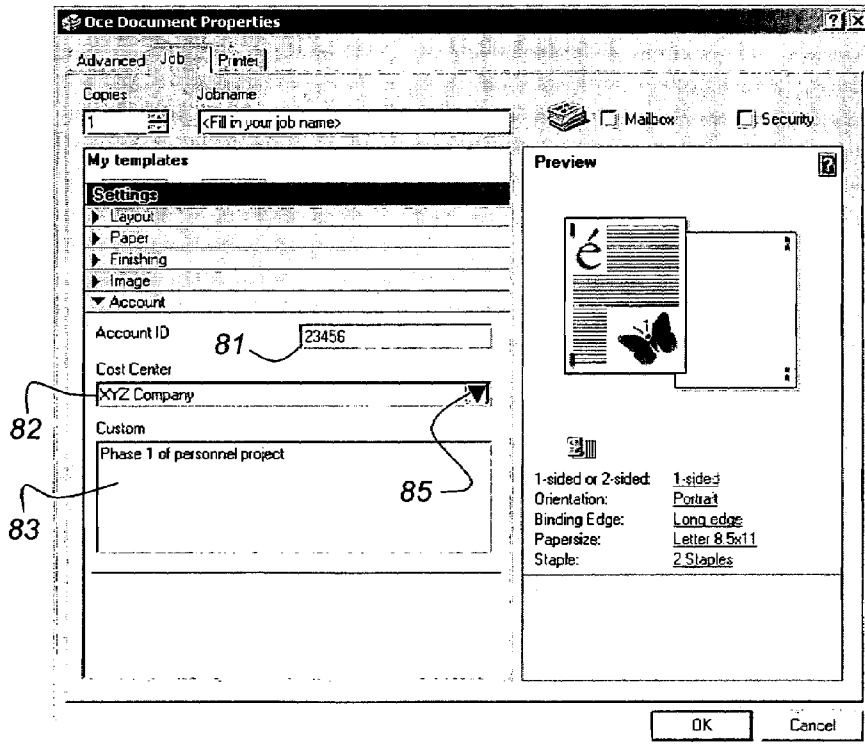 Oce Document Properties
Advanced Job Printer
Copies Jobname
1 <Fill in your job name> Mailbox Security
My templates
Settings
Layout
Paper
Finishing
Image
Account
Account ID 23456
81
Cost Center
XYZ Company
82
Custom
Phase 1 of personnel project
83
85
Preview
é
1-sided or 2-sided: 1-sided
Orientation: Portrait
Binding Edge: Long edge
Papersize: Letter 8.5x11
Staple: 2 Staples
OK Cancel